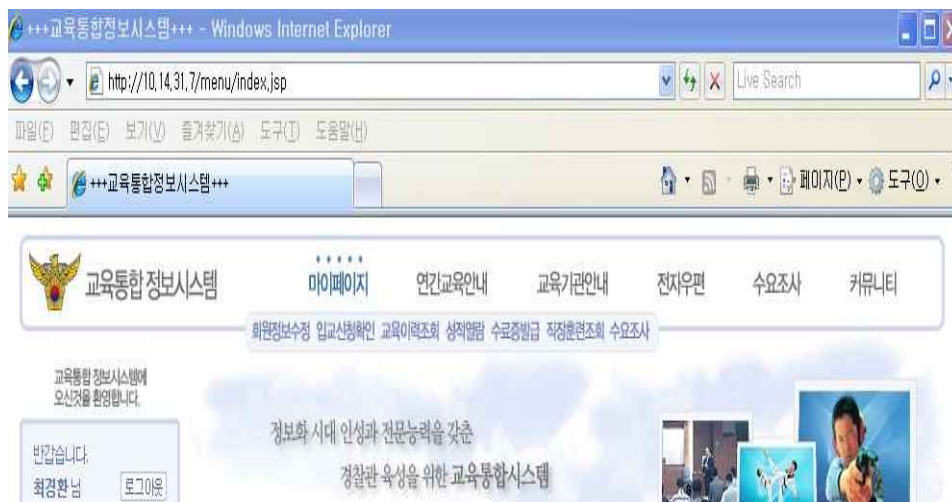 +++교육통합정보시스템+++ - Windows Internet Explorer
http://10,14,31,7/menu/index,jsp Live Search
파일(F) 편집(E) 보기(V) 즐겨찾기(A) 도구(T) 도움말(H)
+++교육통합정보시스템+++ 페이지(P) 도구(O)
교육통합 정보시스템 마이페이지 연간교육안내 교육기관안내 전자우편 수요조사 커뮤니티
회원정보수정 입교신청확인 교육이력조회 성적열람 수료증발급 직장훈련조회 수요조사
교육통합 정보시스템에
오신것을 환영합니다.
정보화 시대 인성과 전문능력을 갖춘
경찰관 육성을 위한 교육통합시스템
반갑습니다.
최경환 님 로그아웃